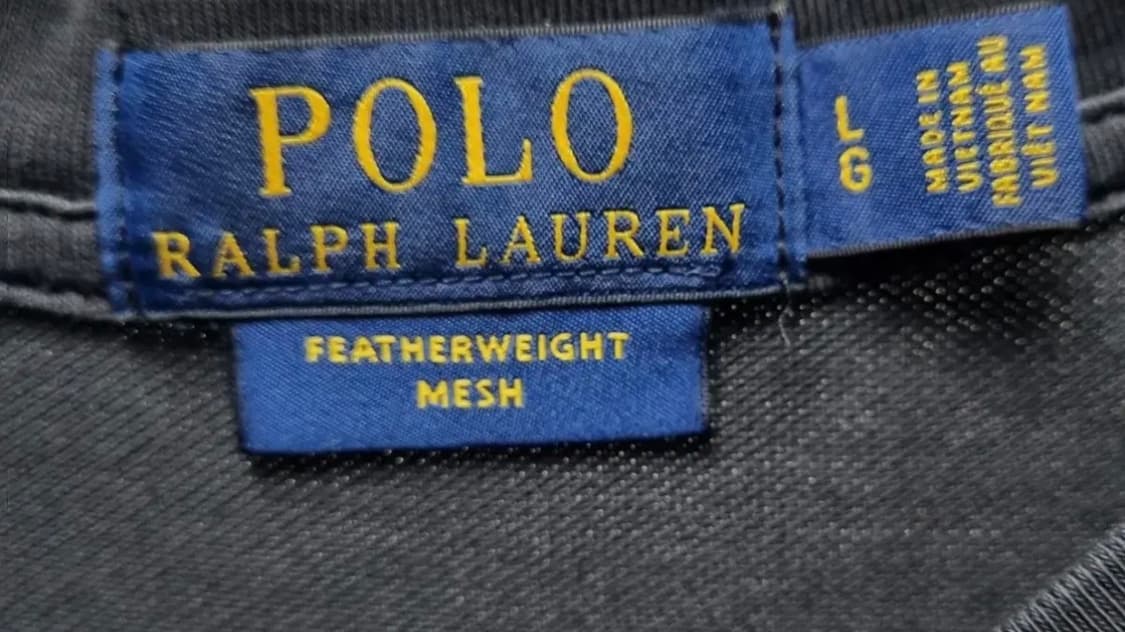 POLO
RALPH LAUREN
L
G
MADE IN
VIETNAM
FABRIQUÉ AU
VIÊT NAM
FEATHERWEIGHT
MESH